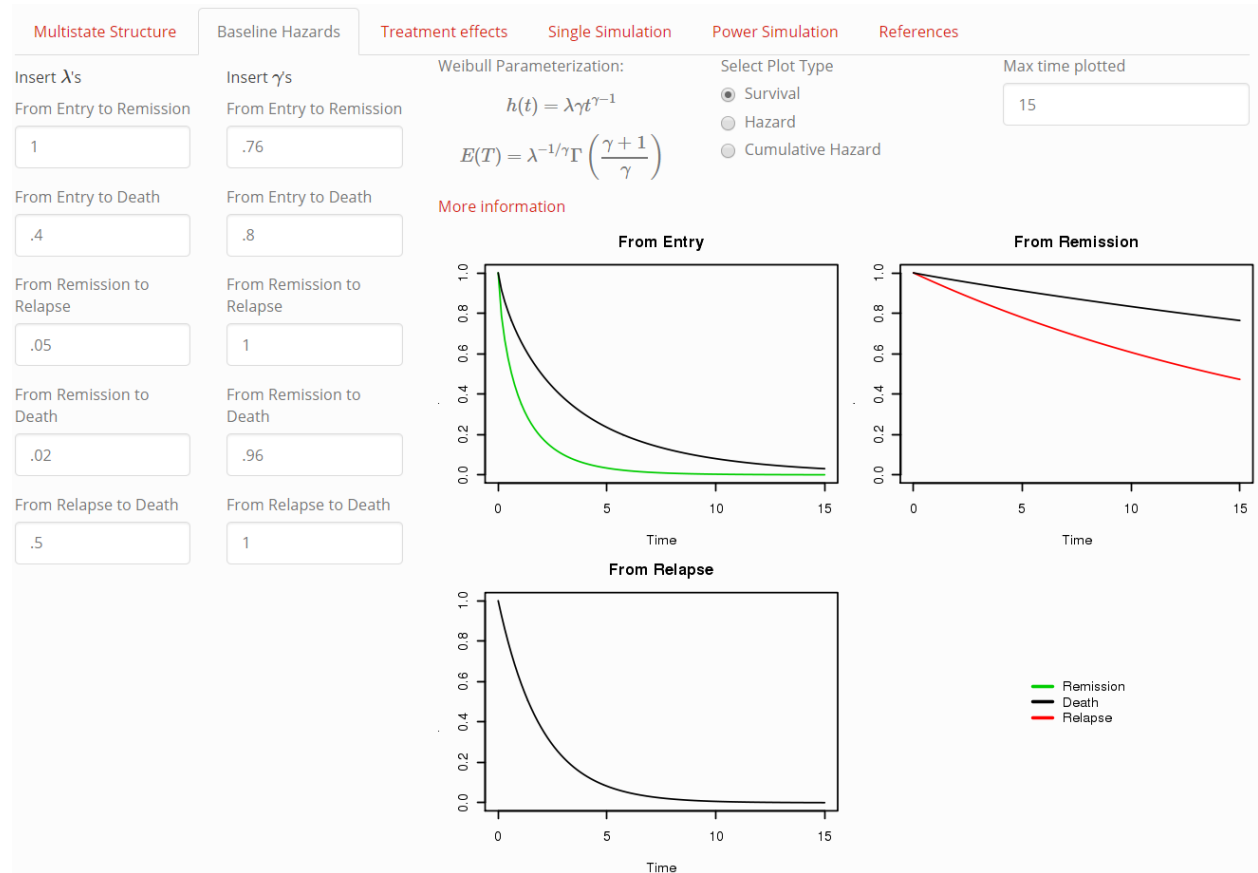 Multistate Structure
Baseline Hazards
Treatment effects
Single Simulation
Power Simulation
References
Insert λ's
From Entry to Remission
1
From Entry to Death
.4
From Remission to
Relapse
.05
From Remission to
Death
.02
From Relapse to Death
.5
Insert γ's
From Entry to Remission
.76
From Entry to Death
.8
From Remission to
Relapse
1
From Remission to
Death
.96
From Relapse to Death
1
Weibull Parameterization:
h(t) = λγt^{γ−1}
E(T) = λ^{−1/γ}Γ((γ + 1)/γ)
More information
Select Plot Type
Survival
Hazard
Cumulative Hazard
Max time plotted
15
From Entry
1.0
0.8
0.6
0.4
0.2
0.0
0 5 10 15
Time
From Remission
1.0
0.8
0.6
0.4
0.2
0.0
0 5 10 15
Time
From Relapse
1.0
0.8
0.6
0.4
0.2
0.0
0 5 10 15
Time
Remission
Death
Relapse